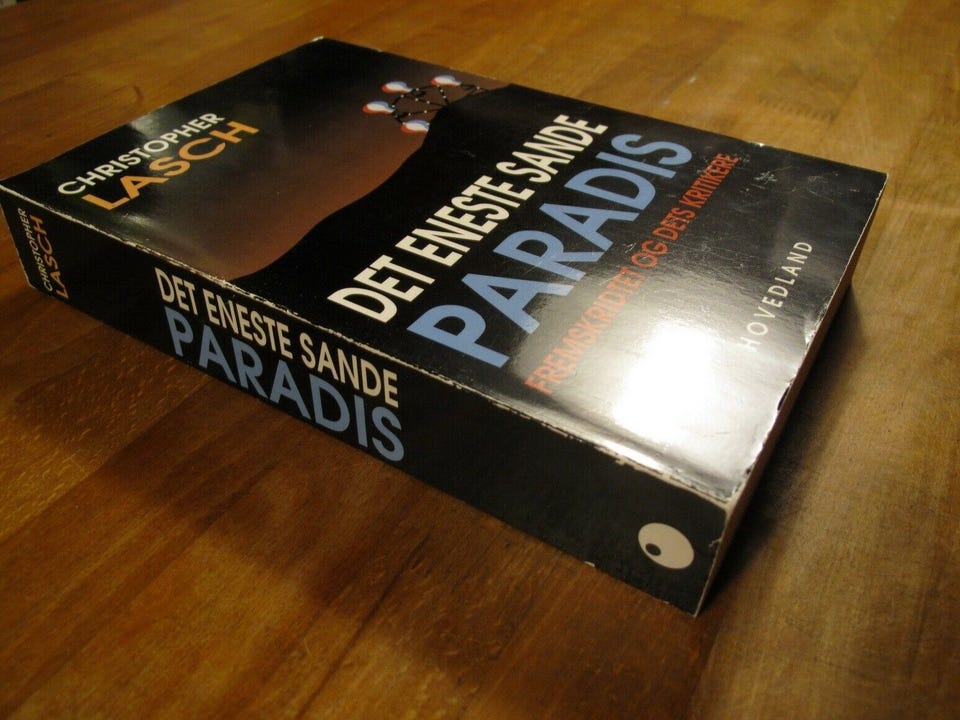 CHRISTOPHER
LASCH
DET ENESTE SANDE
PARADIS
FREMSKRIDTET OG DETS KRITIKERE
HOVEDLAND
CHRISTOPHER
LASCH
DET ENESTE SANDE
PARADIS